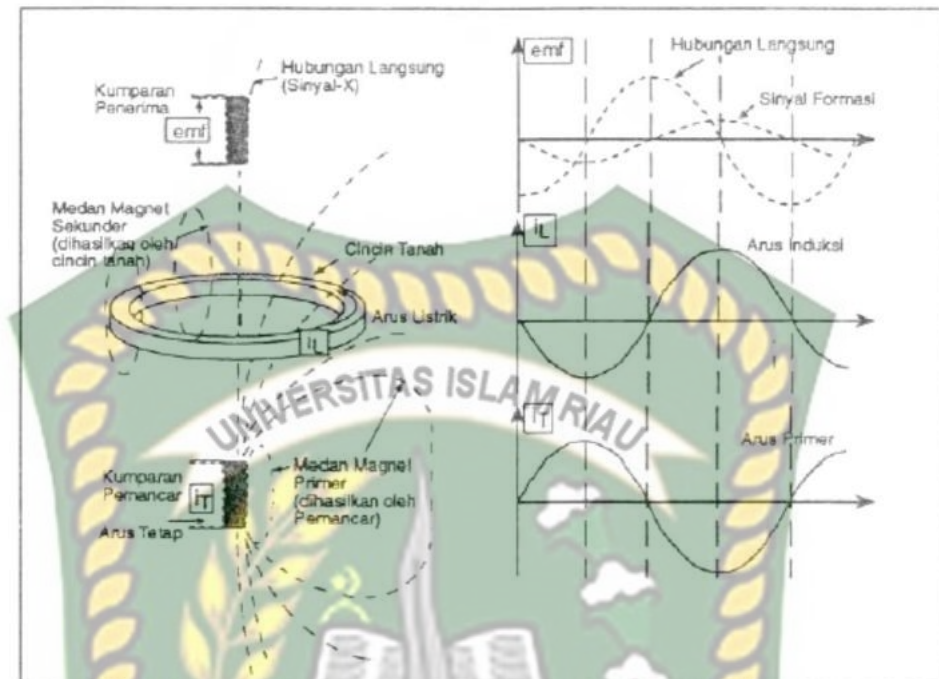 Kumparan
Penerima
emf
Hubungan Langsung
(Sinyal-X)
Medan Magnet
Sekunder
(dihasilkan oleh
cincin tanah)
Cincin Tanah
Arus Listrik
iL
Kumparan
Pemancar
iT
Arus Tetap
Medan Magnet
Primer
(dihasilkan oleh
Pemancar)
emf
Hubungan Langsung
Sinyal Formasi
iL
Arus Induksi
iT
Arus Primer
UNIVERSITAS ISLAM RIAU